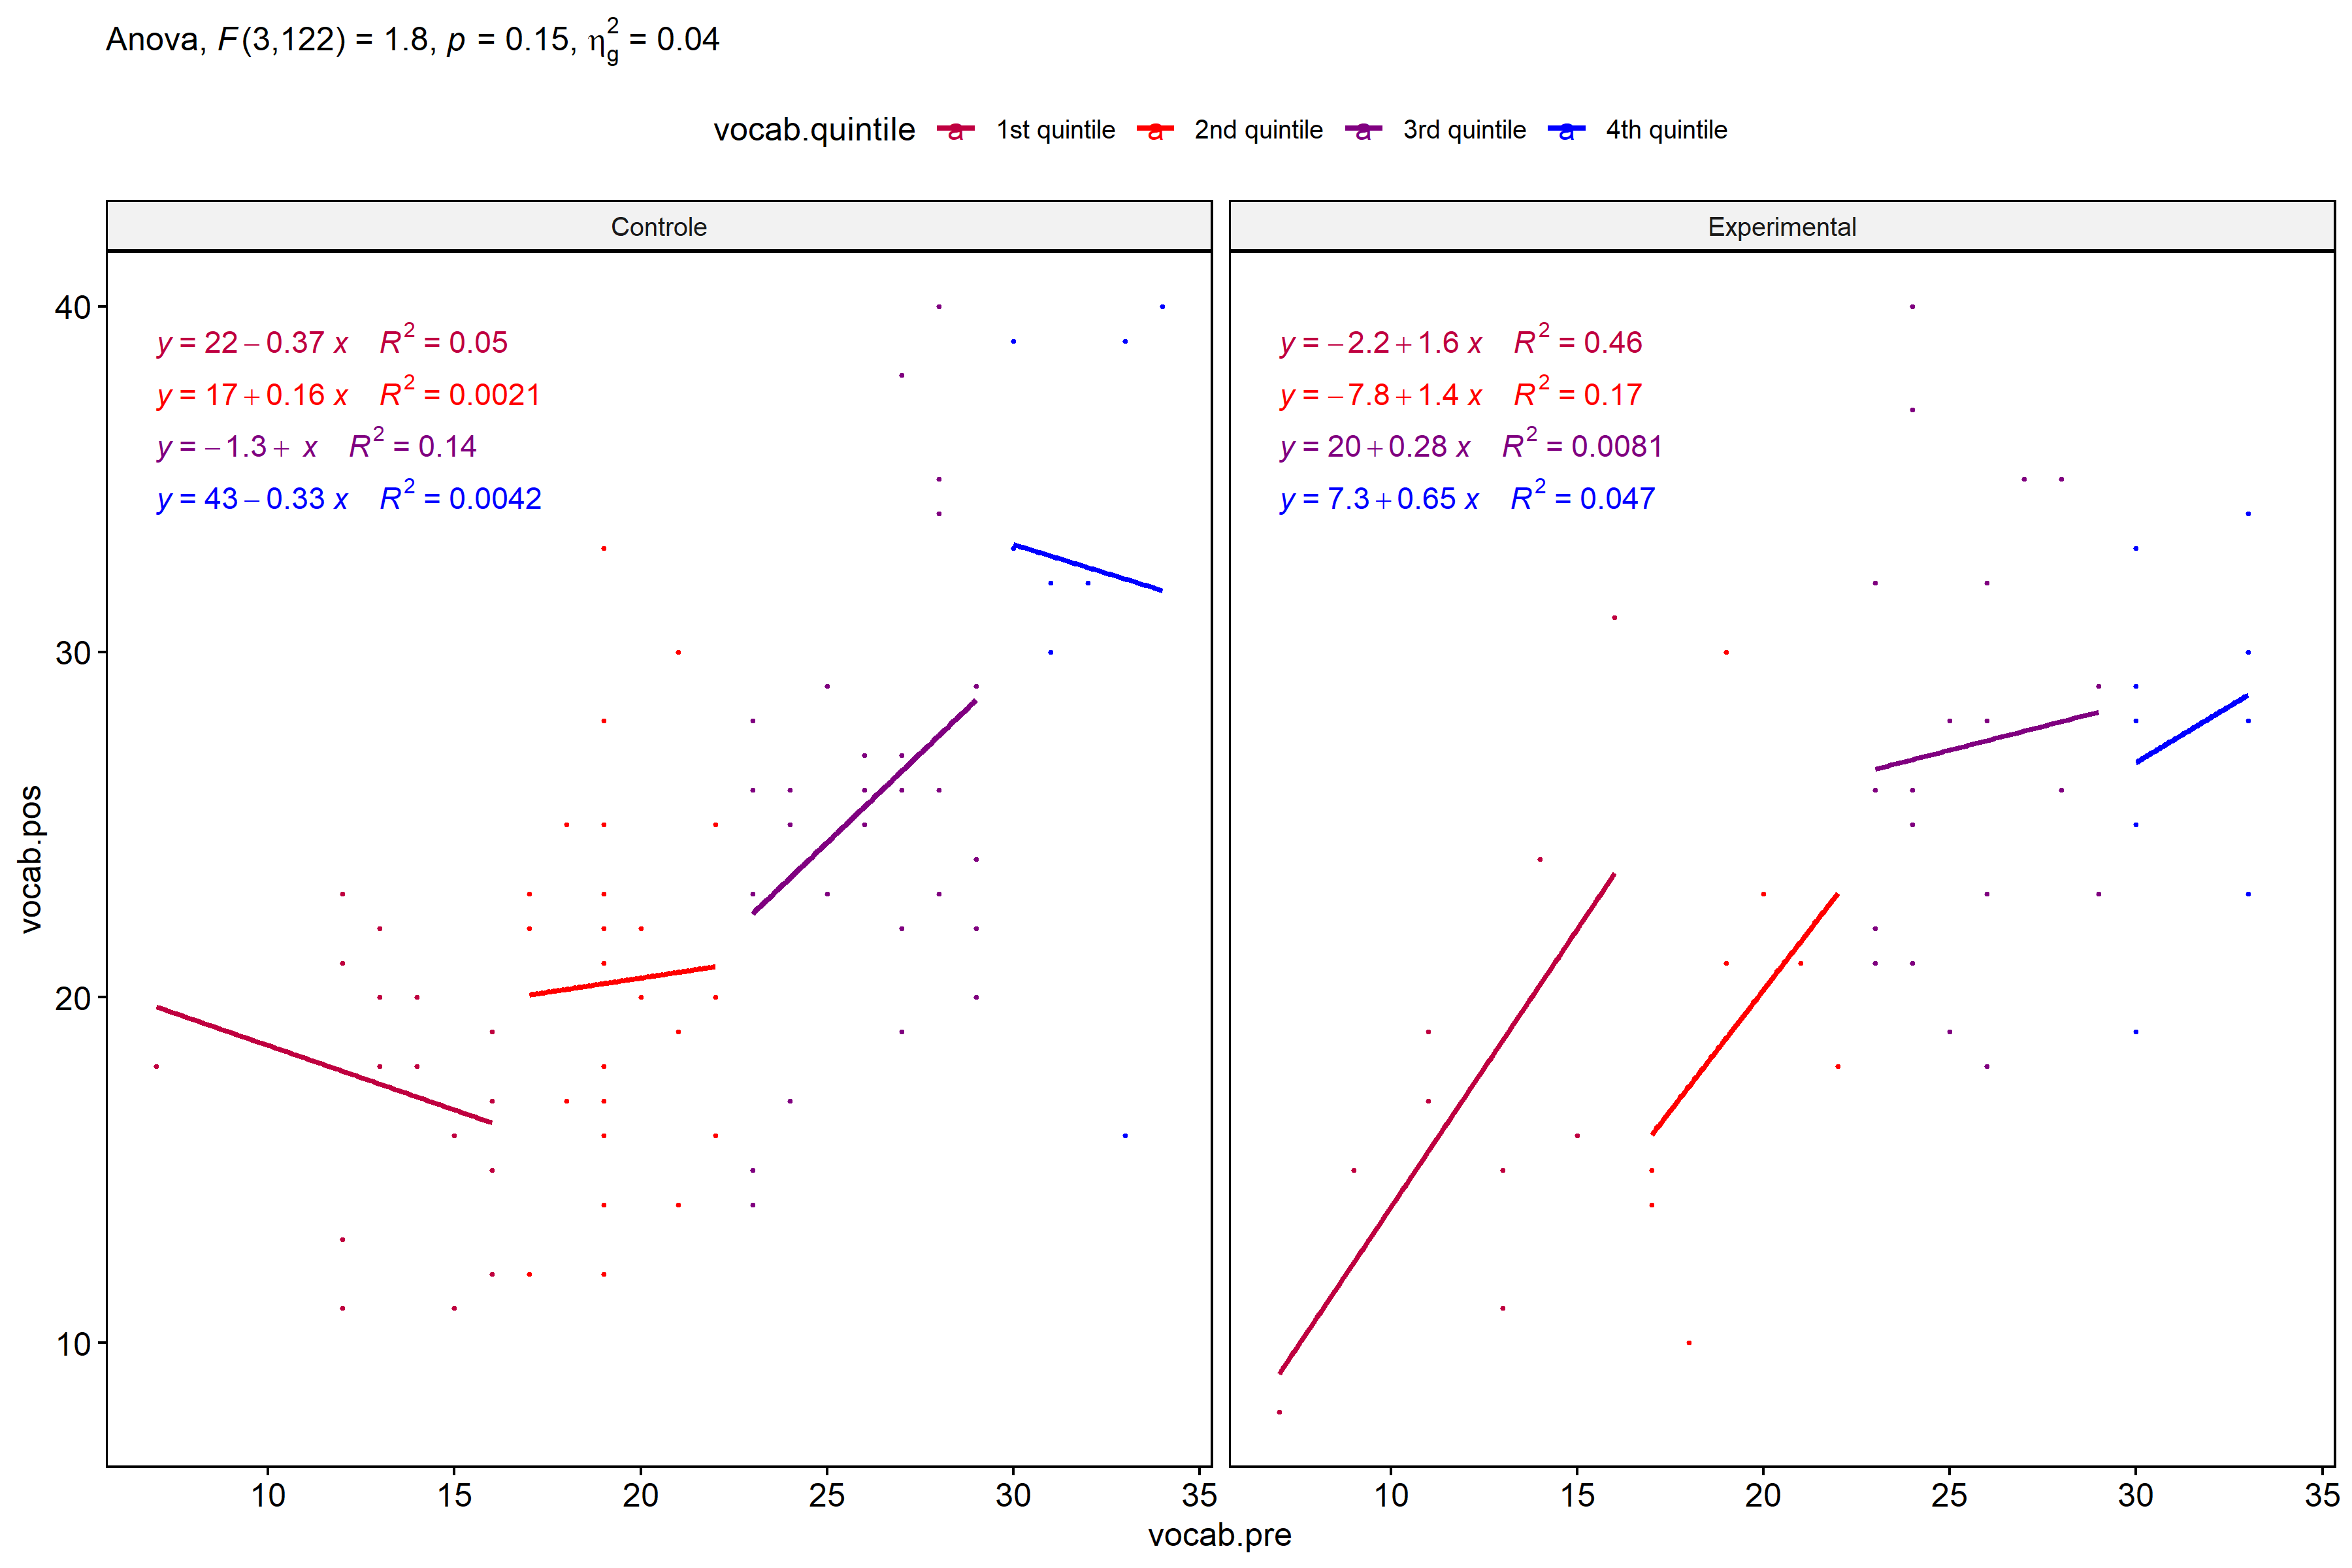 Anova, F(3,122) = 1.8, p = 0.15, η²g = 0.04
vocab.quintile a 1st quintile a 2nd quintile a 3rd quintile a 4th quintile
Controle
Experimental
y = 22 − 0.37 x R² = 0.05
y = 17 + 0.16 x R² = 0.0021
y = −1.3 + x R² = 0.14
y = 43 − 0.33 x R² = 0.0042
y = −2.2 + 1.6 x R² = 0.46
y = −7.8 + 1.4 x R² = 0.17
y = 20 + 0.28 x R² = 0.0081
y = 7.3 + 0.65 x R² = 0.047
40
30
20
10
vocab.pos
10 15 20 25 30 35
10 15 20 25 30 35
vocab.pre